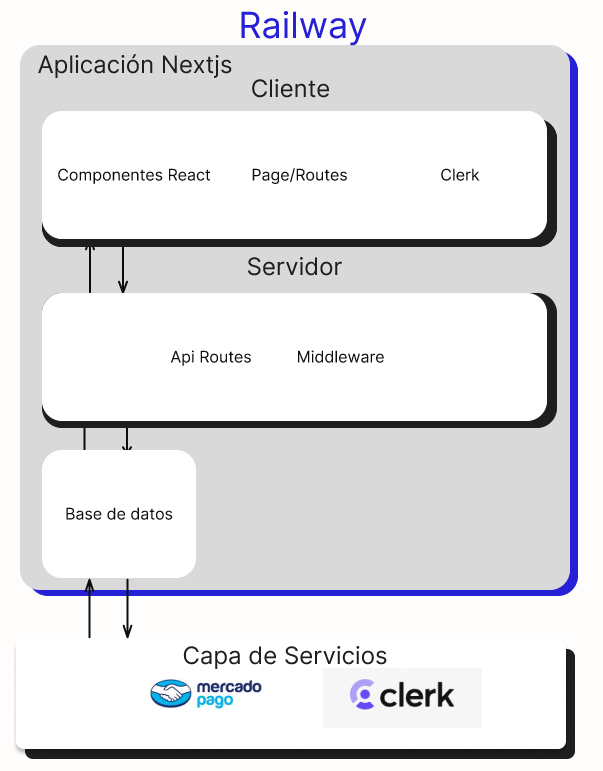 Railway
Aplicación Nextjs
Cliente
Componentes React
Page/Routes
Clerk
Servidor
Api Routes
Middleware
Base de datos
Capa de Servicios
mercado
pago
clerk